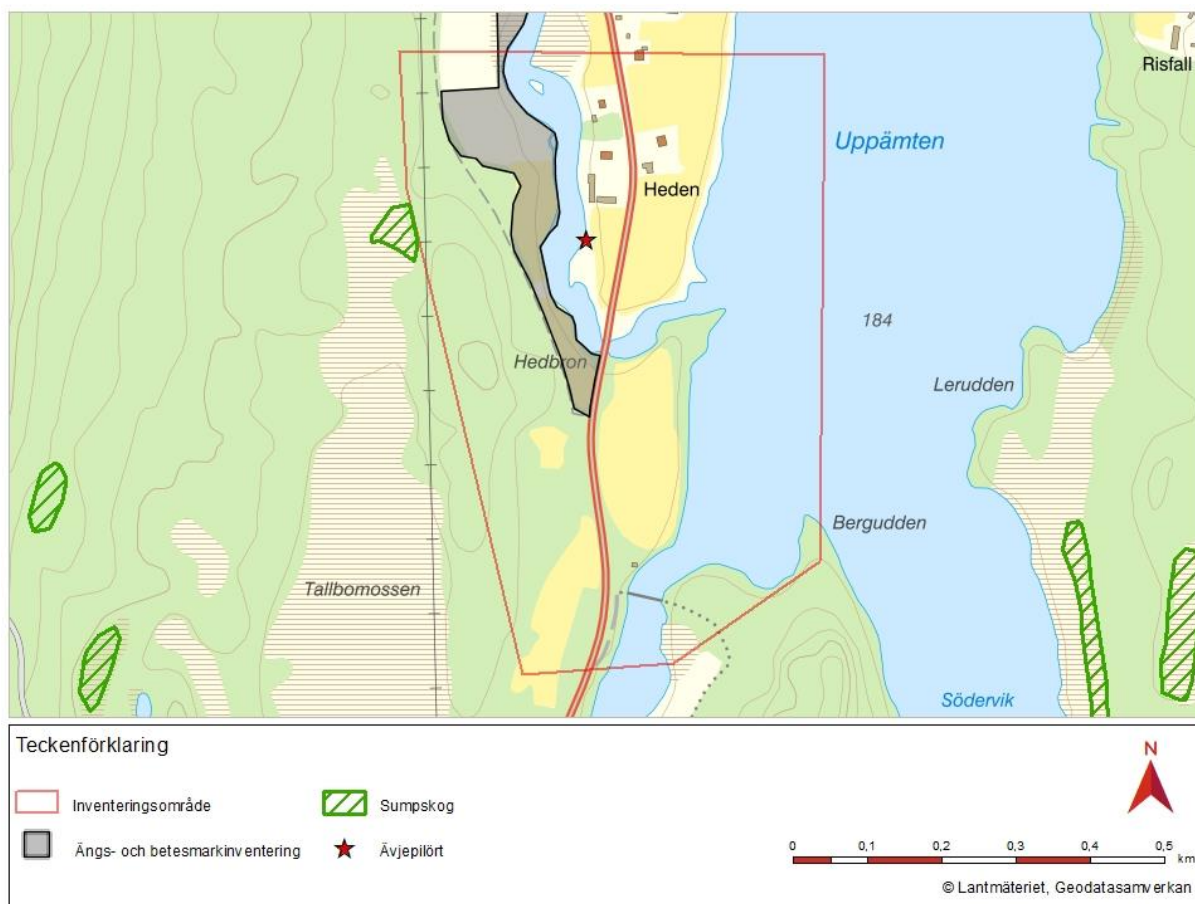 Risfall
Uppämten
Heden
184
Hedbron
Lerudden
Bergudden
Tallbomossen
Södervik
Teckenförklaring
N
Inventeringsområde
Sumpskog
Ängs- och betesmarkinventering
Ävjepilört
0 0,1 0,2 0,3 0,4 0,5
km
© Lantmäteriet, Geodatasamverkan